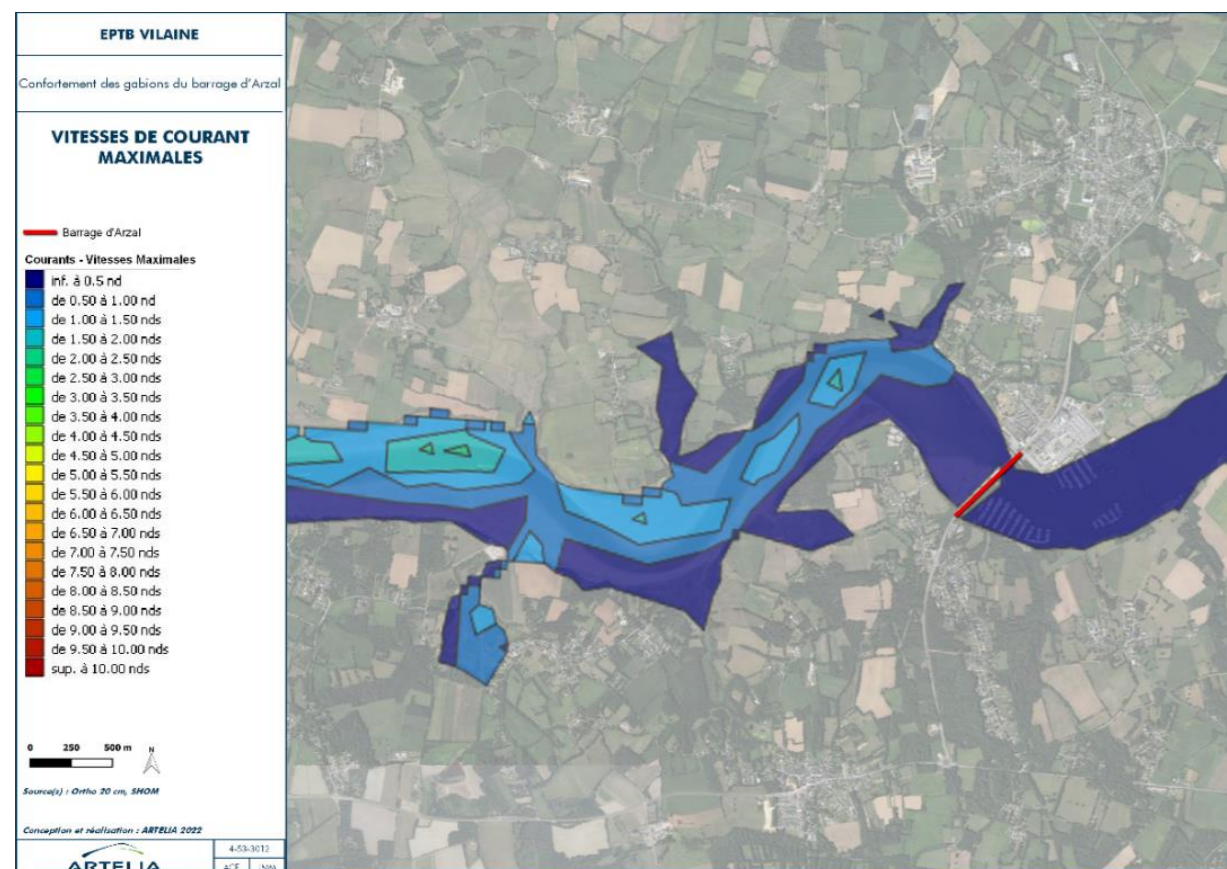 EPTB VILAINE
Confortement des gabions du barrage d'Arzal
VITESSES DE COURANT
MAXIMALES
Barrage d'Arzal
Courants - Vitesses Maximales
inf. à 0.5 nd
de 0.50 à 1.00 nd
de 1.00 à 1.50 nds
de 1.50 à 2.00 nds
de 2.00 à 2.50 nds
de 2.50 à 3.00 nds
de 3.00 à 3.50 nds
de 3.50 à 4.00 nds
de 4.00 à 4.50 nds
de 4.50 à 5.00 nds
de 5.00 à 5.50 nds
de 5.50 à 6.00 nds
de 6.00 à 6.50 nds
de 6.50 à 7.00 nds
de 7.00 à 7.50 nds
de 7.50 à 8.00 nds
de 8.00 à 8.50 nds
de 8.50 à 9.00 nds
de 9.00 à 9.50 nds
de 9.50 à 10.00 nds
sup. à 10.00 nds
0 250 500 m N
Source(s) : Ortho 20 cm, SHOM
Conception et réalisation : ARTELIA 2022
4-53-3012
ARTELIA